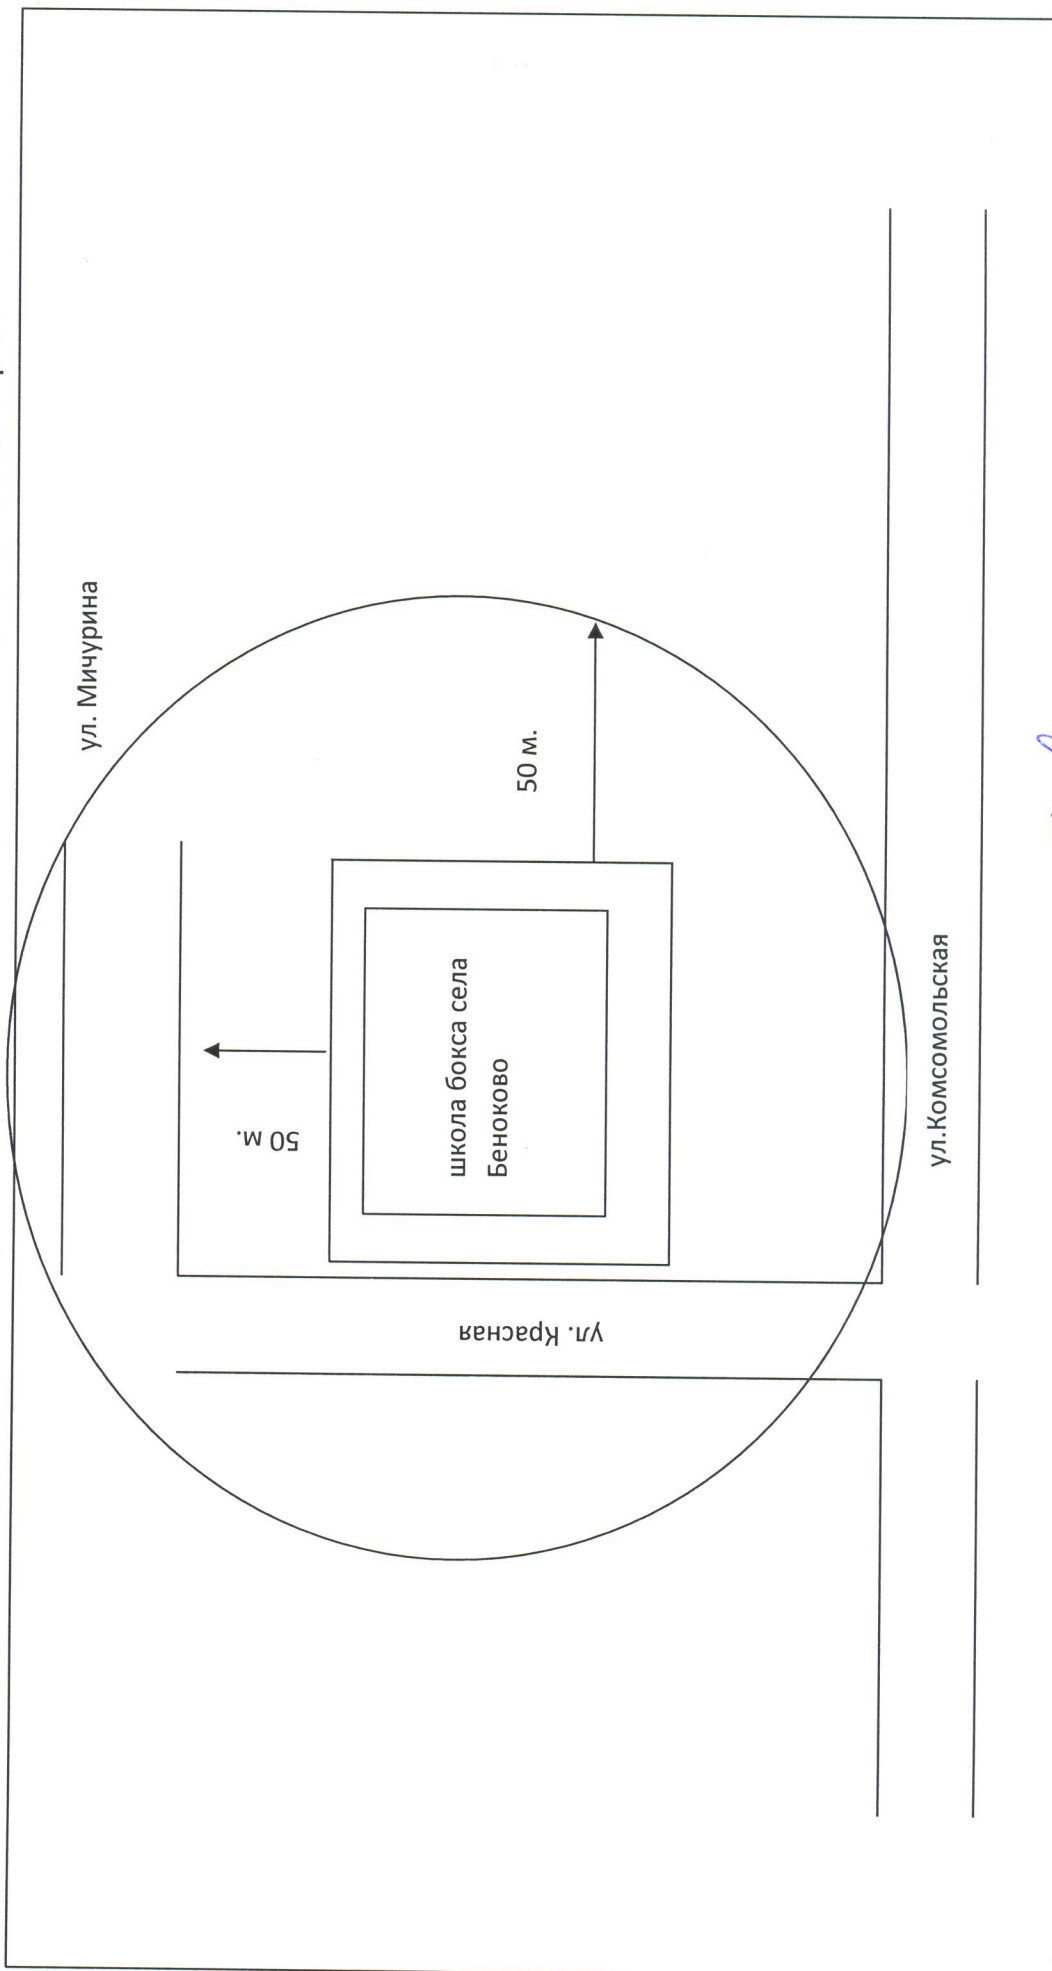 ул. Мичурина
50 м.
50 м.
школа бокса села
Беноково
ул. Красная
ул.Комсомольская